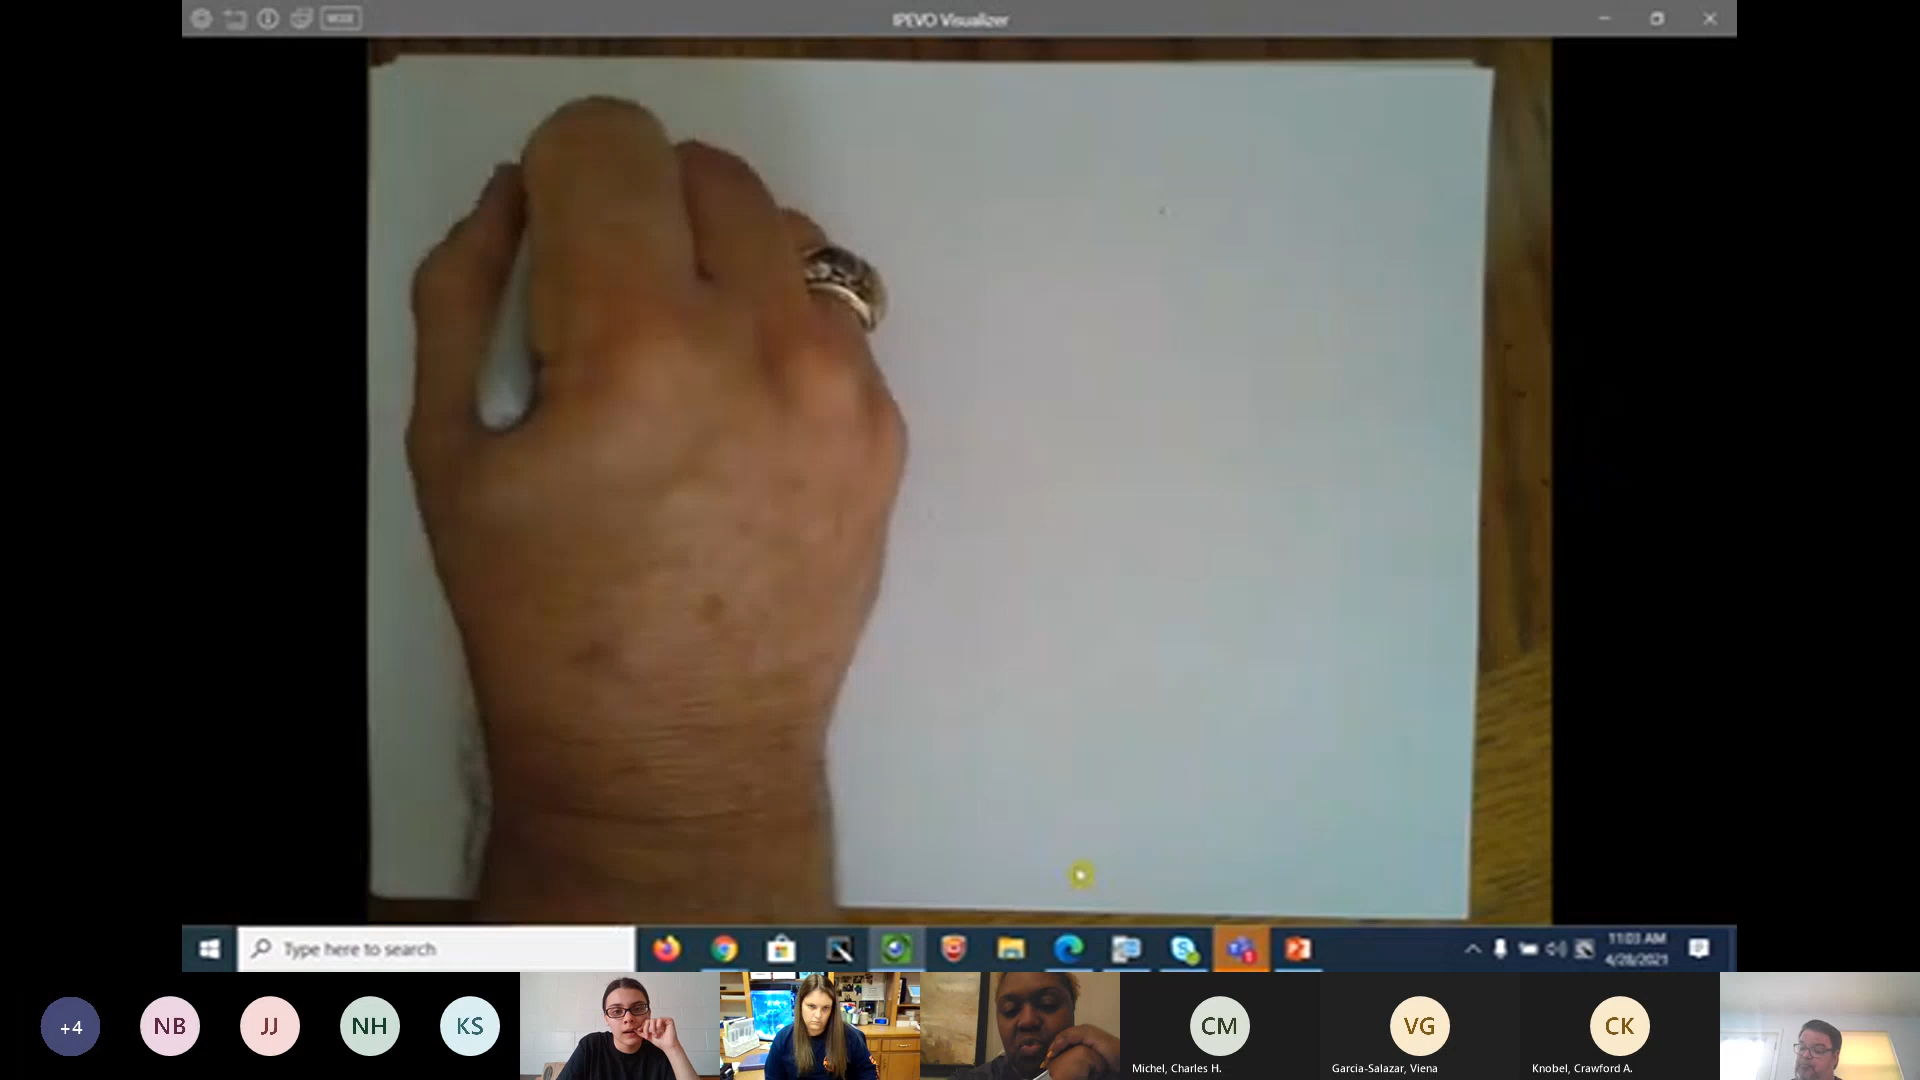 MODE
IPEVO Visualizer
Type here to search
11:03 AM
4/28/2021
+4
NB
JJ
NH
KS
CM
Michel, Charles H.
VG
Garcia-Salazar, Viena
CK
Knobel, Crawford A.